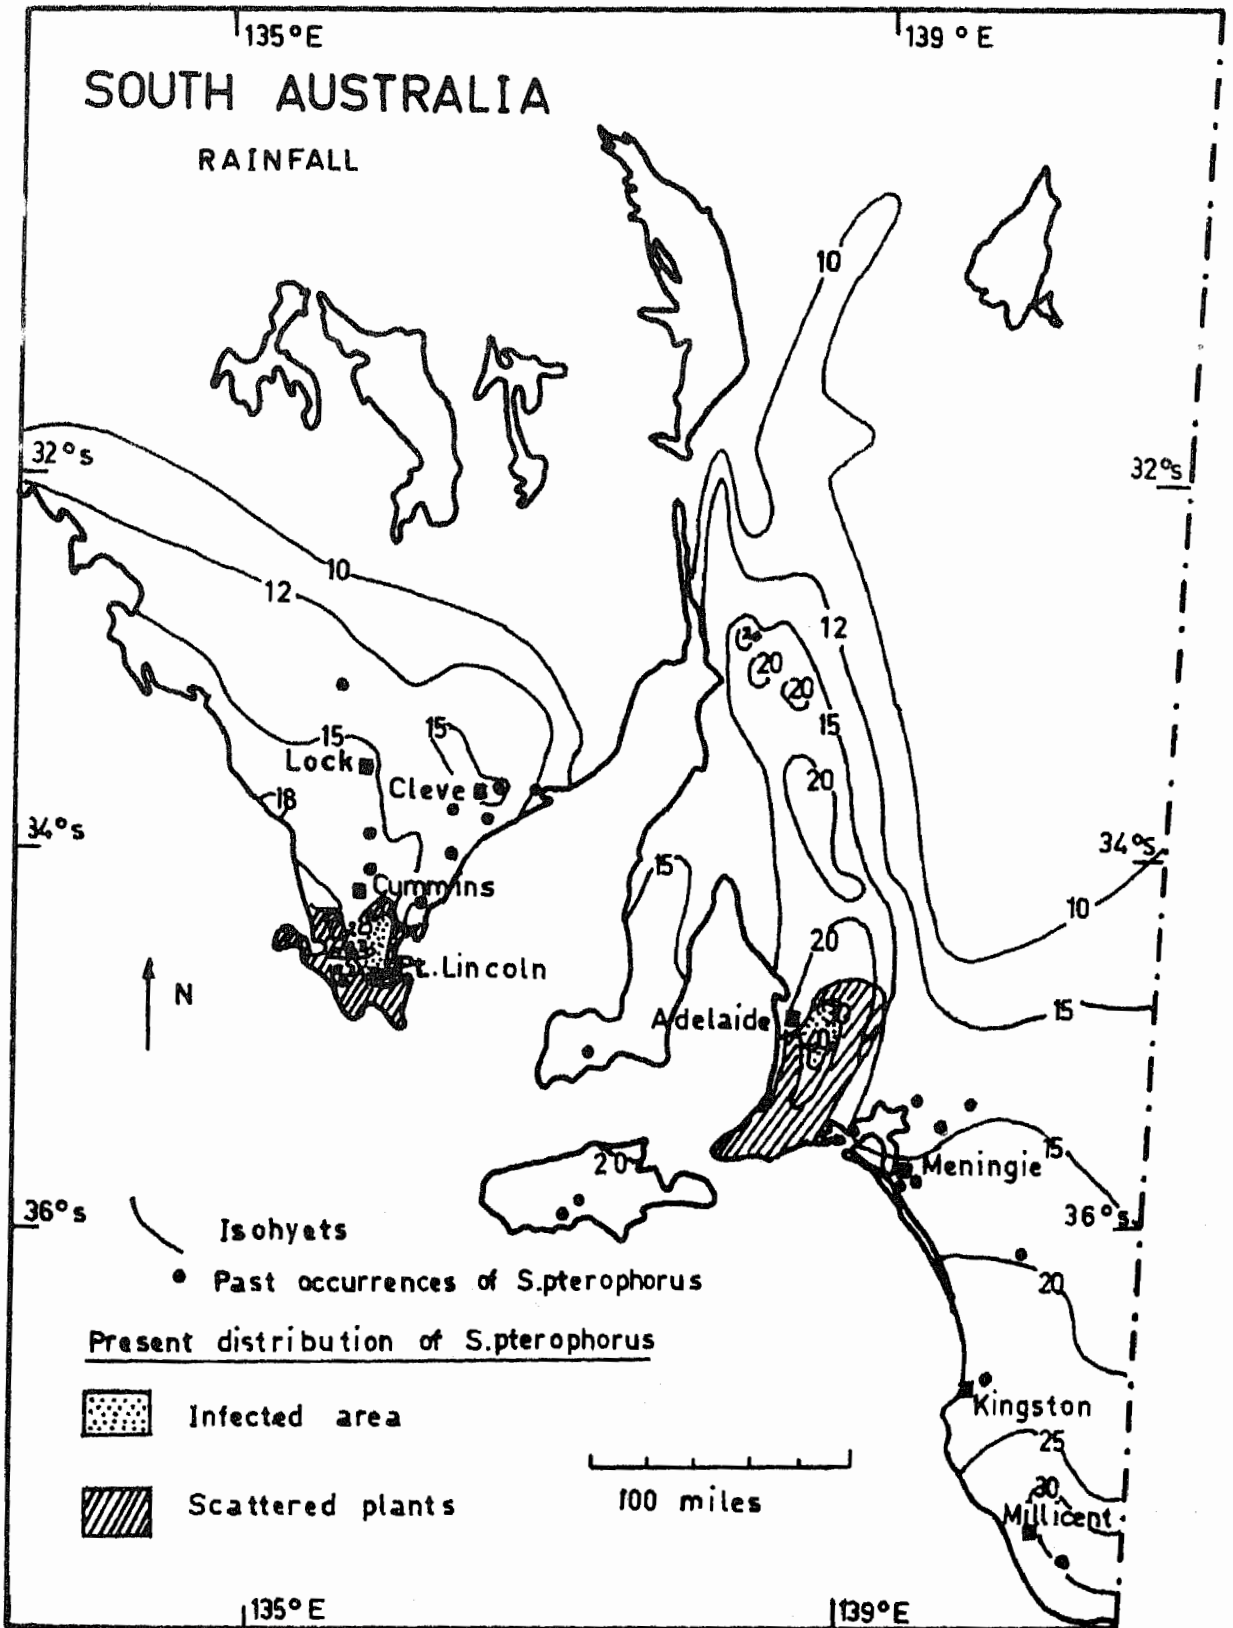 135°E
139°E
SOUTH AUSTRALIA
RAINFALL
10
32°s
32°s
10
12
12
20
20
15
15
15
Lock
20
Cleve
18
34°s
34°s
15
Cummins
10
20
Pt. Lincoln
N
Adelaide
30
15
15
Meningie
20
36°s
36°s
Isohyets
Past occurrences of S.pterophorus
20
Present distribution of S.pterophorus
Infected area
Kingston
25
Scattered plants
100 miles
30
Millicent
135°E
139°E